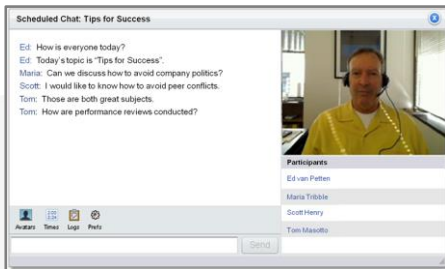 Scheduled Chat: Tips for Success
Ed: How is everyone today?
Ed: Today's topic is "Tips for Success".
Maria: Can we discuss how to avoid company politics?
Scott: I would like to know how to avoid peer conflicts.
Tom: Those are both great subjects.
Tom: How are performance reviews conducted?
Participants
Ed van Petten
Maria Tribble
Scott Henry
Tom Masotto
Avatars Times Logs Prefs
Send